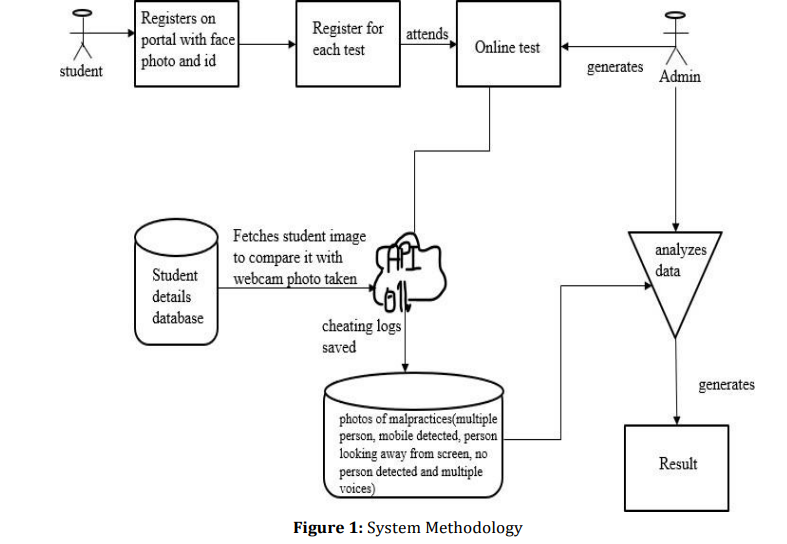 Registers on
portal with face
photo and id
student
Register for
each test
attends
Online test
generates
Admin
Student
details
database
Fetches student image
to compare it with
webcam photo taken
API
cheating logs
saved
photos of malpractices(multiple
person, mobile detected, person
looking away from screen, no
person detected and multiple
voices)
analyzes
data
generates
Result
Figure 1: System Methodology